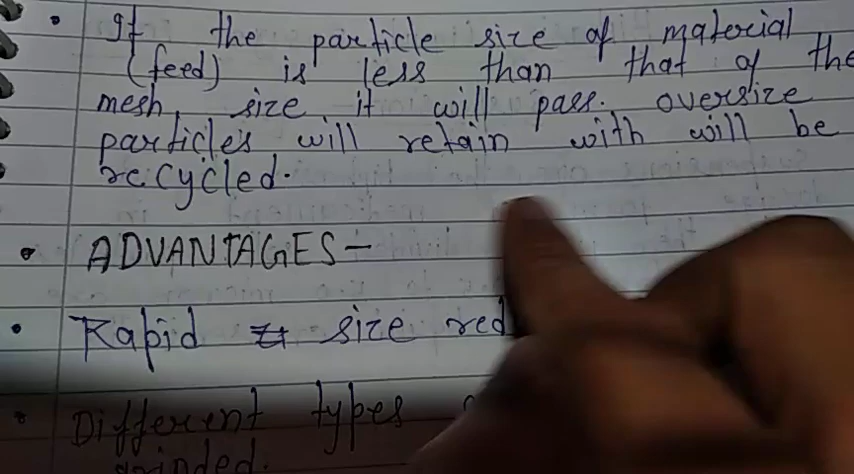 • If the particle size of material
(feed) is less than that of the
mesh size it will pass. oversize
particles will retain with will be
recycled.
• ADVANTAGES -
• Rapid size red
• Different types
grinded.